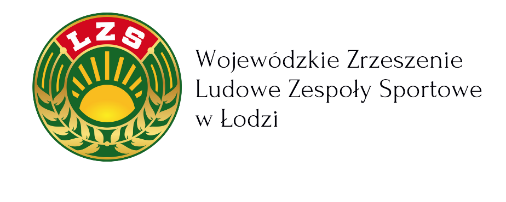 LZS
Wojewódzkie Zrzeszenie
Ludowe Zespoły Sportowe
w Łodzi